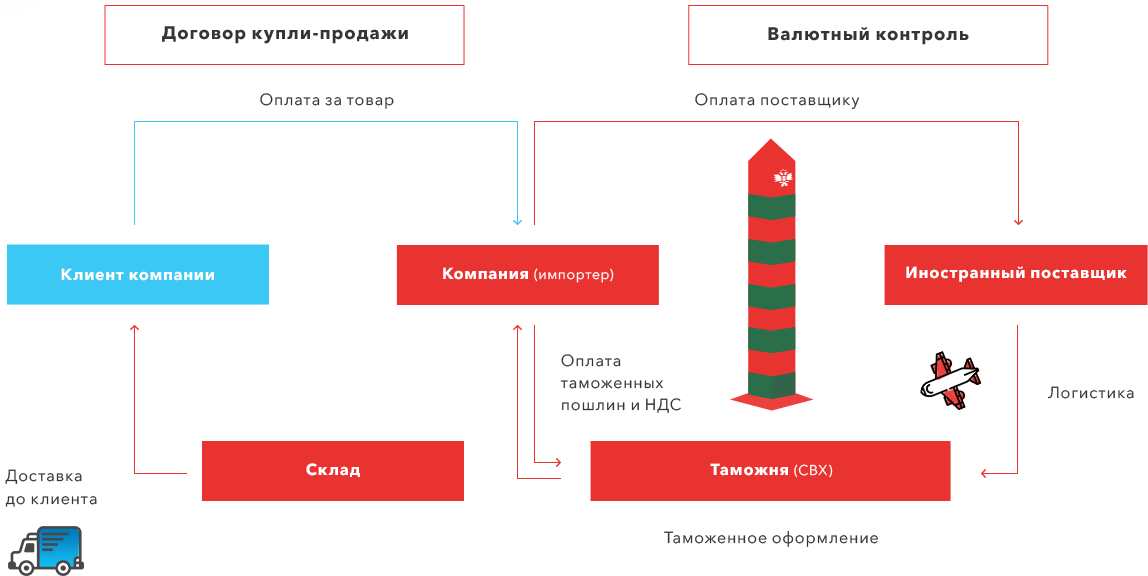 Договор купли-продажи
Валютный контроль
Оплата за товар
Оплата поставщику
Клиент компании
Компания (импортер)
Иностранный поставщик
Оплата
таможенных
пошлин и НДС
Логистика
Склад
Таможня (СВХ)
Доставка
до клиента
Таможенное оформление